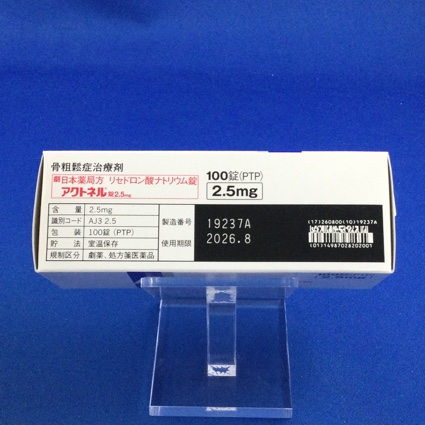 骨粗鬆症治療剤
劇 日本薬局方 リセドロン酸ナトリウム錠
アクトネル®錠2.5mg
100錠(PTP)
2.5mg
含量 2.5mg
識別コード AJ3 2.5
包装 100錠 (PTP)
貯法 室温保存
規制区分 劇薬、処方箋医薬品
製造番号 19237A
使用期限 2026.8
(17)260800(10)19237A
(01)14987028202001